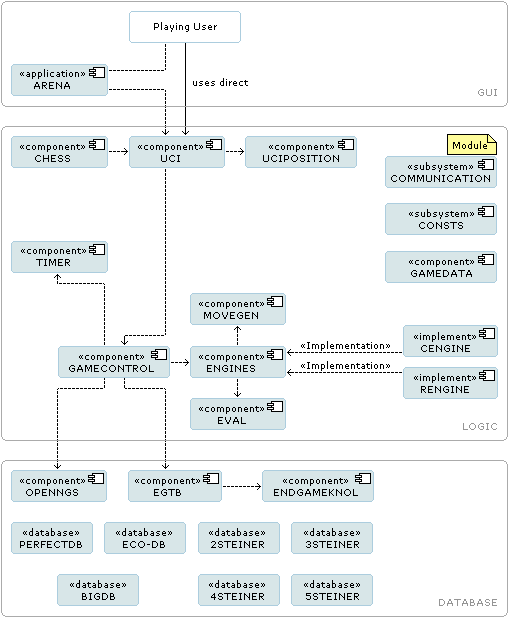 Playing User
«application»
ARENA
uses direct
GUI
«component»
CHESS
«component»
UCI
«component»
UCIPOSITION
Module
«subsystem»
COMMUNICATION
«subsystem»
CONSTS
«component»
TIMER
«component»
GAMEDATA
«component»
MOVEGEN
«component»
GAMECONTROL
«component»
ENGINES
«Implementation»
«implement»
CENGINE
«Implementation»
«implement»
RENGINE
«component»
EVAL
LOGIC
«component»
OPENNGS
«component»
EGTB
«component»
ENDGAMEKNOL
«database»
PERFECTDB
«database»
ECO-DB
«database»
2STEINER
«database»
3STEINER
«database»
BIGDB
«database»
4STEINER
«database»
5STEINER
DATABASE